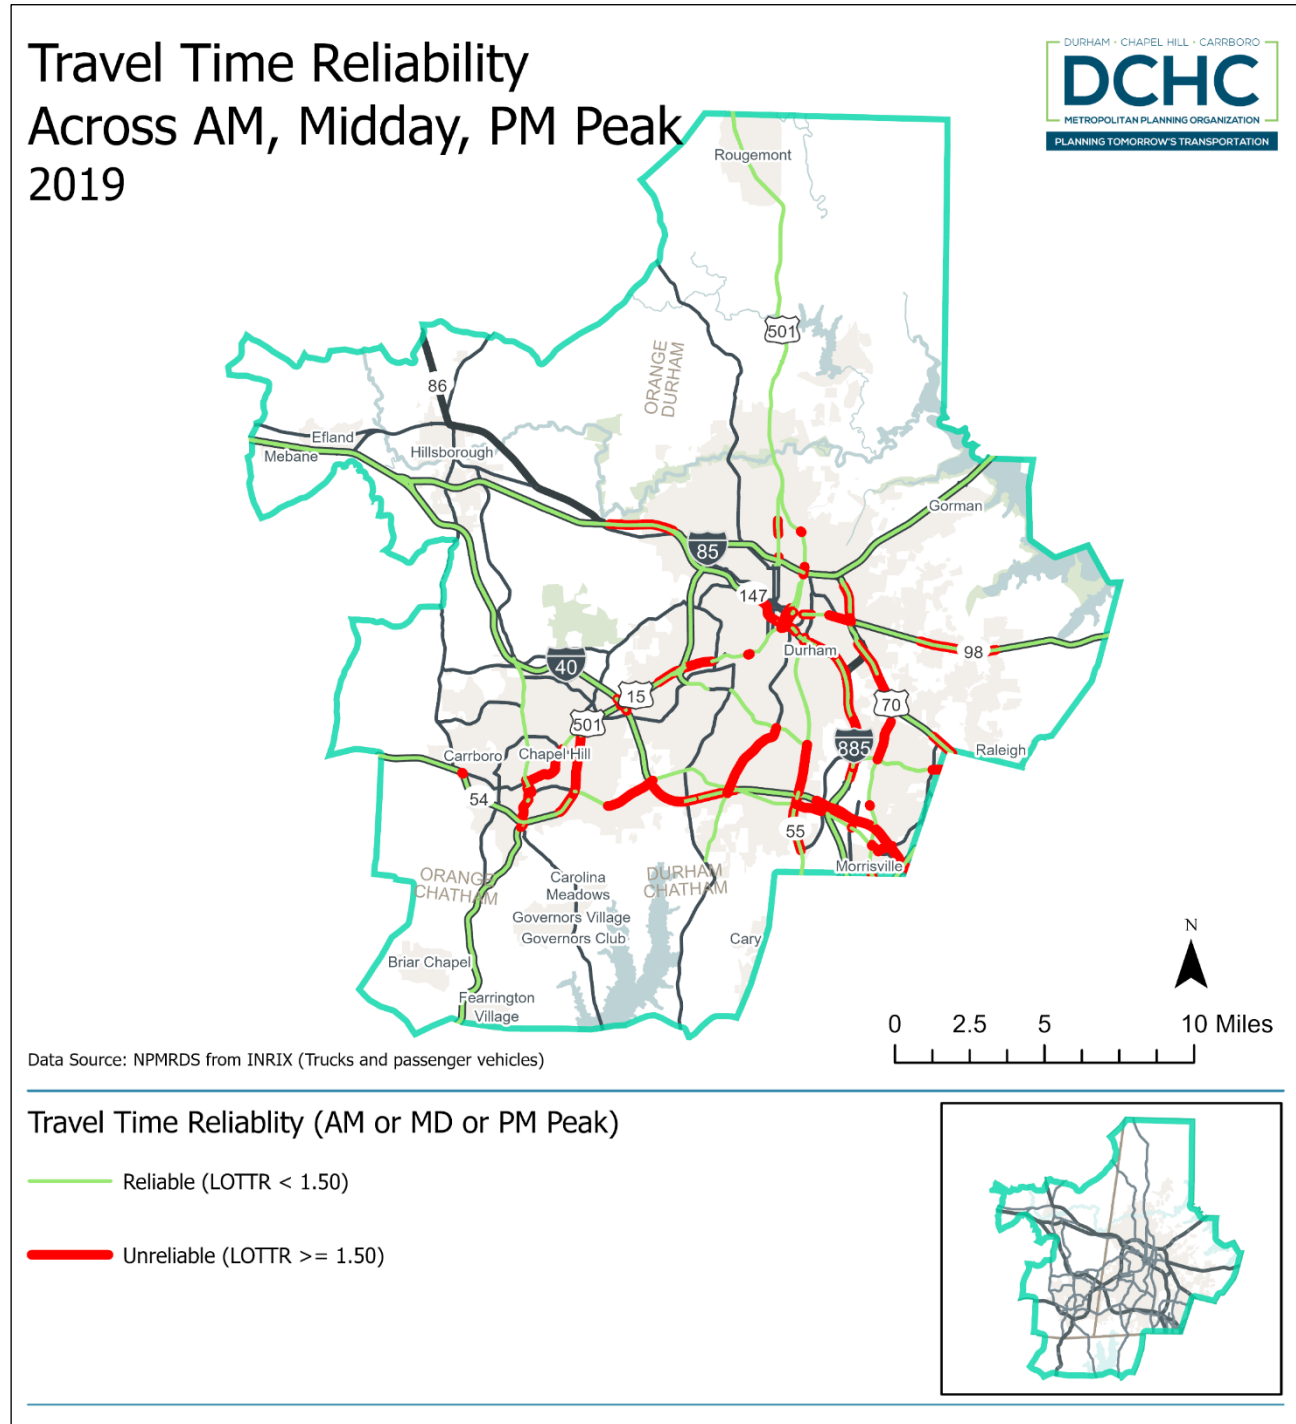 Travel Time Reliability
Across AM, Midday, PM Peak
2019
DURHAM · CHAPEL HILL · CARRBORO
DCHC
METROPOLITAN PLANNING ORGANIZATION
PLANNING TOMORROW'S TRANSPORTATION
Rougemont
501
ORANGE
DURHAM
86
Efland
Mebane
Hillsborough
Gorman
85
147
Durham
98
40
15
501
70
885
Raleigh
Carrboro
Chapel Hill
54
55
Morrisville
ORANGE
CHATHAM
DURHAM
CHATHAM
Carolina
Meadows
Governors Village
Governors Club
Cary
Briar Chapel
Fearrington
Village
N
0 2.5 5 10 Miles
Data Source: NPMRDS from INRIX (Trucks and passenger vehicles)
Travel Time Reliablity (AM or MD or PM Peak)
Reliable (LOTTR < 1.50)
Unreliable (LOTTR >= 1.50)